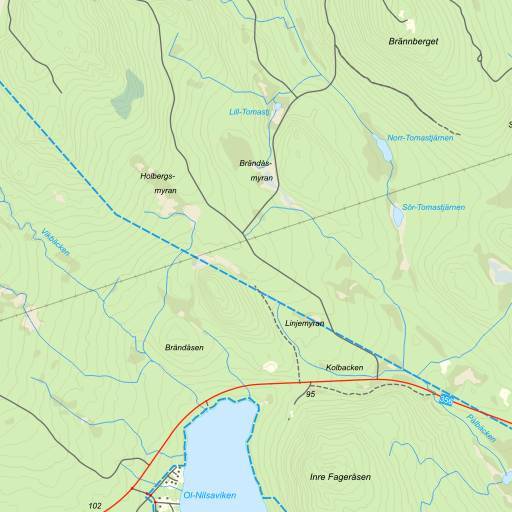 Brännberget
Lill-Tomastj.
Norr-Tomastjärnen
Brändås-
myran
Holbergs-
myran
Sör-Tomastjärnen
Vikbäcken
Linjemyran
Brändåsen
Kolbacken
95
356
Pålbäcken
Inre Fageråsen
Ol-Nilsaviken
102